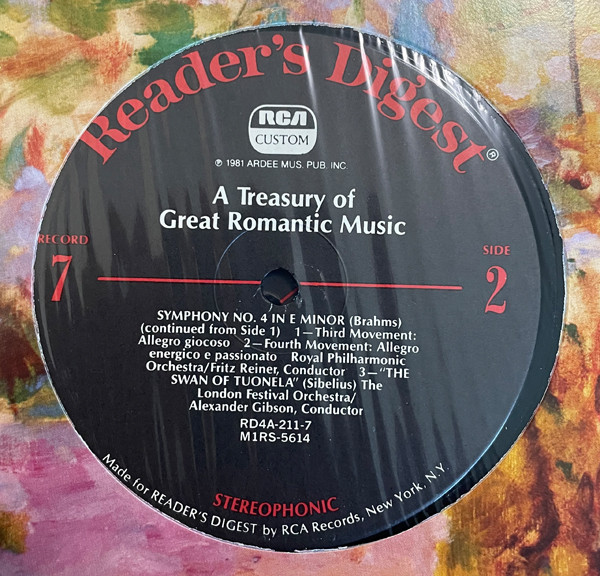 Reader's Digest®
RCA
CUSTOM
℗ 1981 ARDEE MUS. PUB. INC.
A Treasury of
Great Romantic Music
RECORD
7
SIDE
2
SYMPHONY NO. 4 IN E MINOR (Brahms)
(continued from Side 1) 1—Third Movement:
Allegro giocoso 2—Fourth Movement: Allegro
energico e passionato Royal Philharmonic
Orchestra/Fritz Reiner, Conductor 3—"THE
SWAN OF TUONELA" (Sibelius) The
London Festival Orchestra/
Alexander Gibson, Conductor
RD4A-211-7
M1RS-5614
STEREOPHONIC
Made for READER'S DIGEST by RCA Records, New York, N.Y.